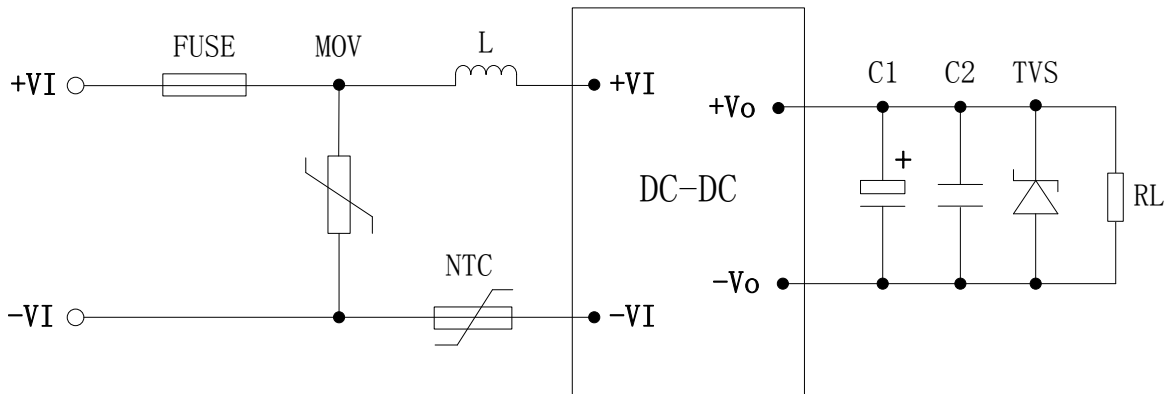 FUSE MOV L
+VI +VI
C1 C2 TVS
+Vo
+
DC-DC
RL
NTC
-Vo
-VI -VI